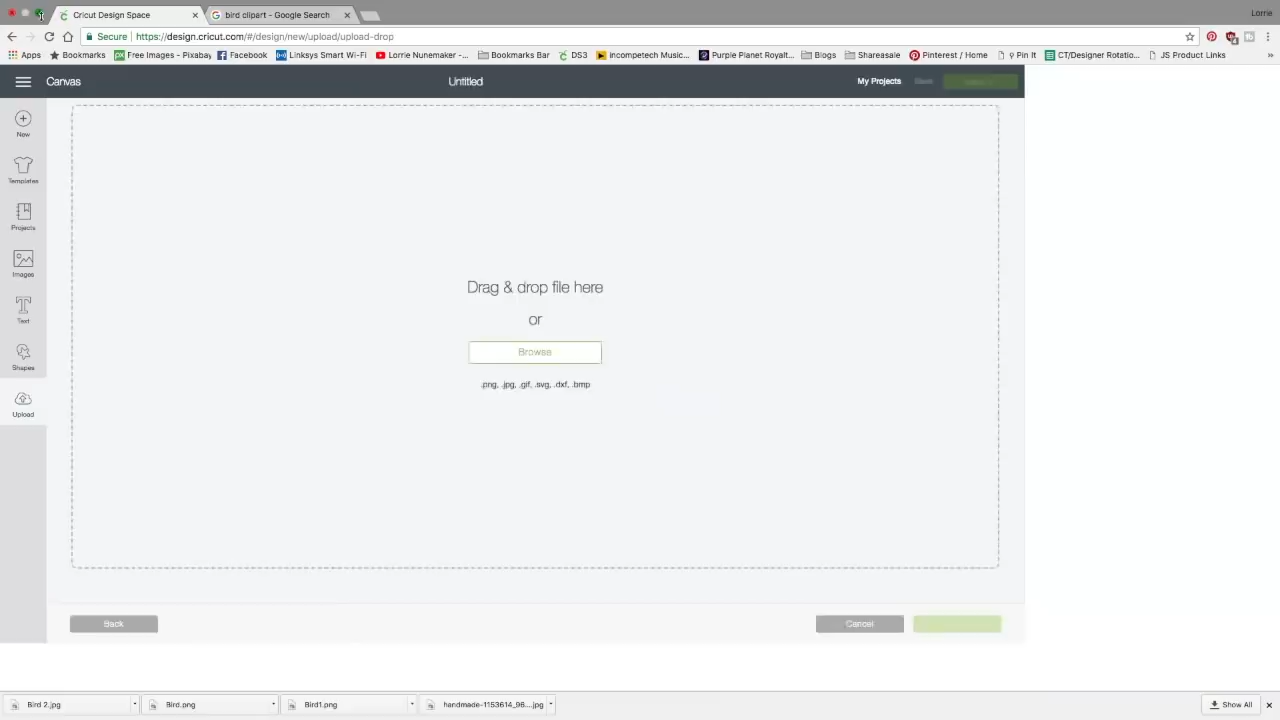 Cricut Design Space
bird clipart - Google Search
Lorrie
Secure
https://design.cricut.com/#/design/new/upload/upload-drop
Apps
Bookmarks
Free Images - Pixabay
Facebook
Linksys Smart Wi-Fi
Lorrie Nunemaker -...
Bookmarks Bar
DS3
incompetech Music...
Purple Planet Royalt...
Blogs
Shareasale
Pinterest / Home
Pin It
CT/Designer Rotatio...
JS Product Links
»
Canvas
Untitled
My Projects
Save
New
Templates
Projects
Images
Text
Shapes
Upload
Drag & drop file here
or
Browse
.png, .jpg, .gif, .svg, .dxf, .bmp
Back
Cancel
Bird 2.jpg
Bird.png
Bird1.png
handmade-1153614_96....jpg
Show All